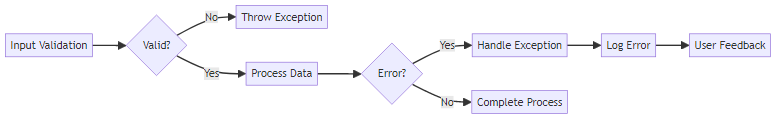 Input Validation
Valid?
No
Throw Exception
Yes
Process Data
Error?
Yes
Handle Exception
Log Error
User Feedback
No
Complete Process